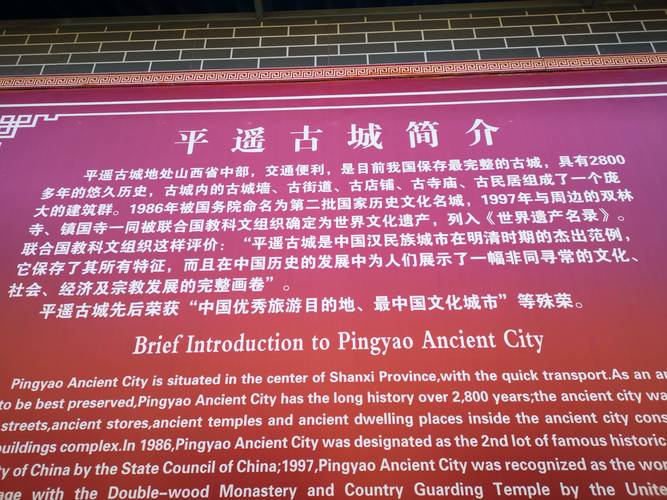 平遥古城简介
平遥古城地处山西省中部，交通便利，是目前我国保存最完整的古城，具有2800
多年的悠久历史，古城内的古城墙、古街道、古店铺、古寺庙、古民居组成了一个庞
大的建筑群。1986年被国务院命名为第二批国家历史文化名城，1997年与周边的双林
寺、镇国寺一同被联合国教科文组织确定为世界文化遗产，列入《世界遗产名录》。
联合国教科文组织这样评价：“平遥古城是中国汉民族城市在明清时期的杰出范例，
它保存了其所有特征，而且在中国历史的发展中为人们展示了一幅非同寻常的文化、
社会、经济及宗教发展的完整画卷”。
平遥古城先后荣获“中国优秀旅游目的地、最中国文化城市”等殊荣。
Brief Introduction to Pingyao Ancient City
Pingyao Ancient City is situated in the center of Shanxi Province,with the quick transport.As an an
to be best preserved,Pingyao Ancient City has the long history over 2,800 years;the ancient city wa
streets,ancient stores,ancient temples and ancient dwelling places inside the ancient city cons
buildings complex.In 1986,Pingyao Ancient City was designated as the 2nd lot of famous historic
ty of China by the State Council of China;1997,Pingyao Ancient City was recognized as the wo
age with the Double-wood Monastery and Country Guarding Temple by the United